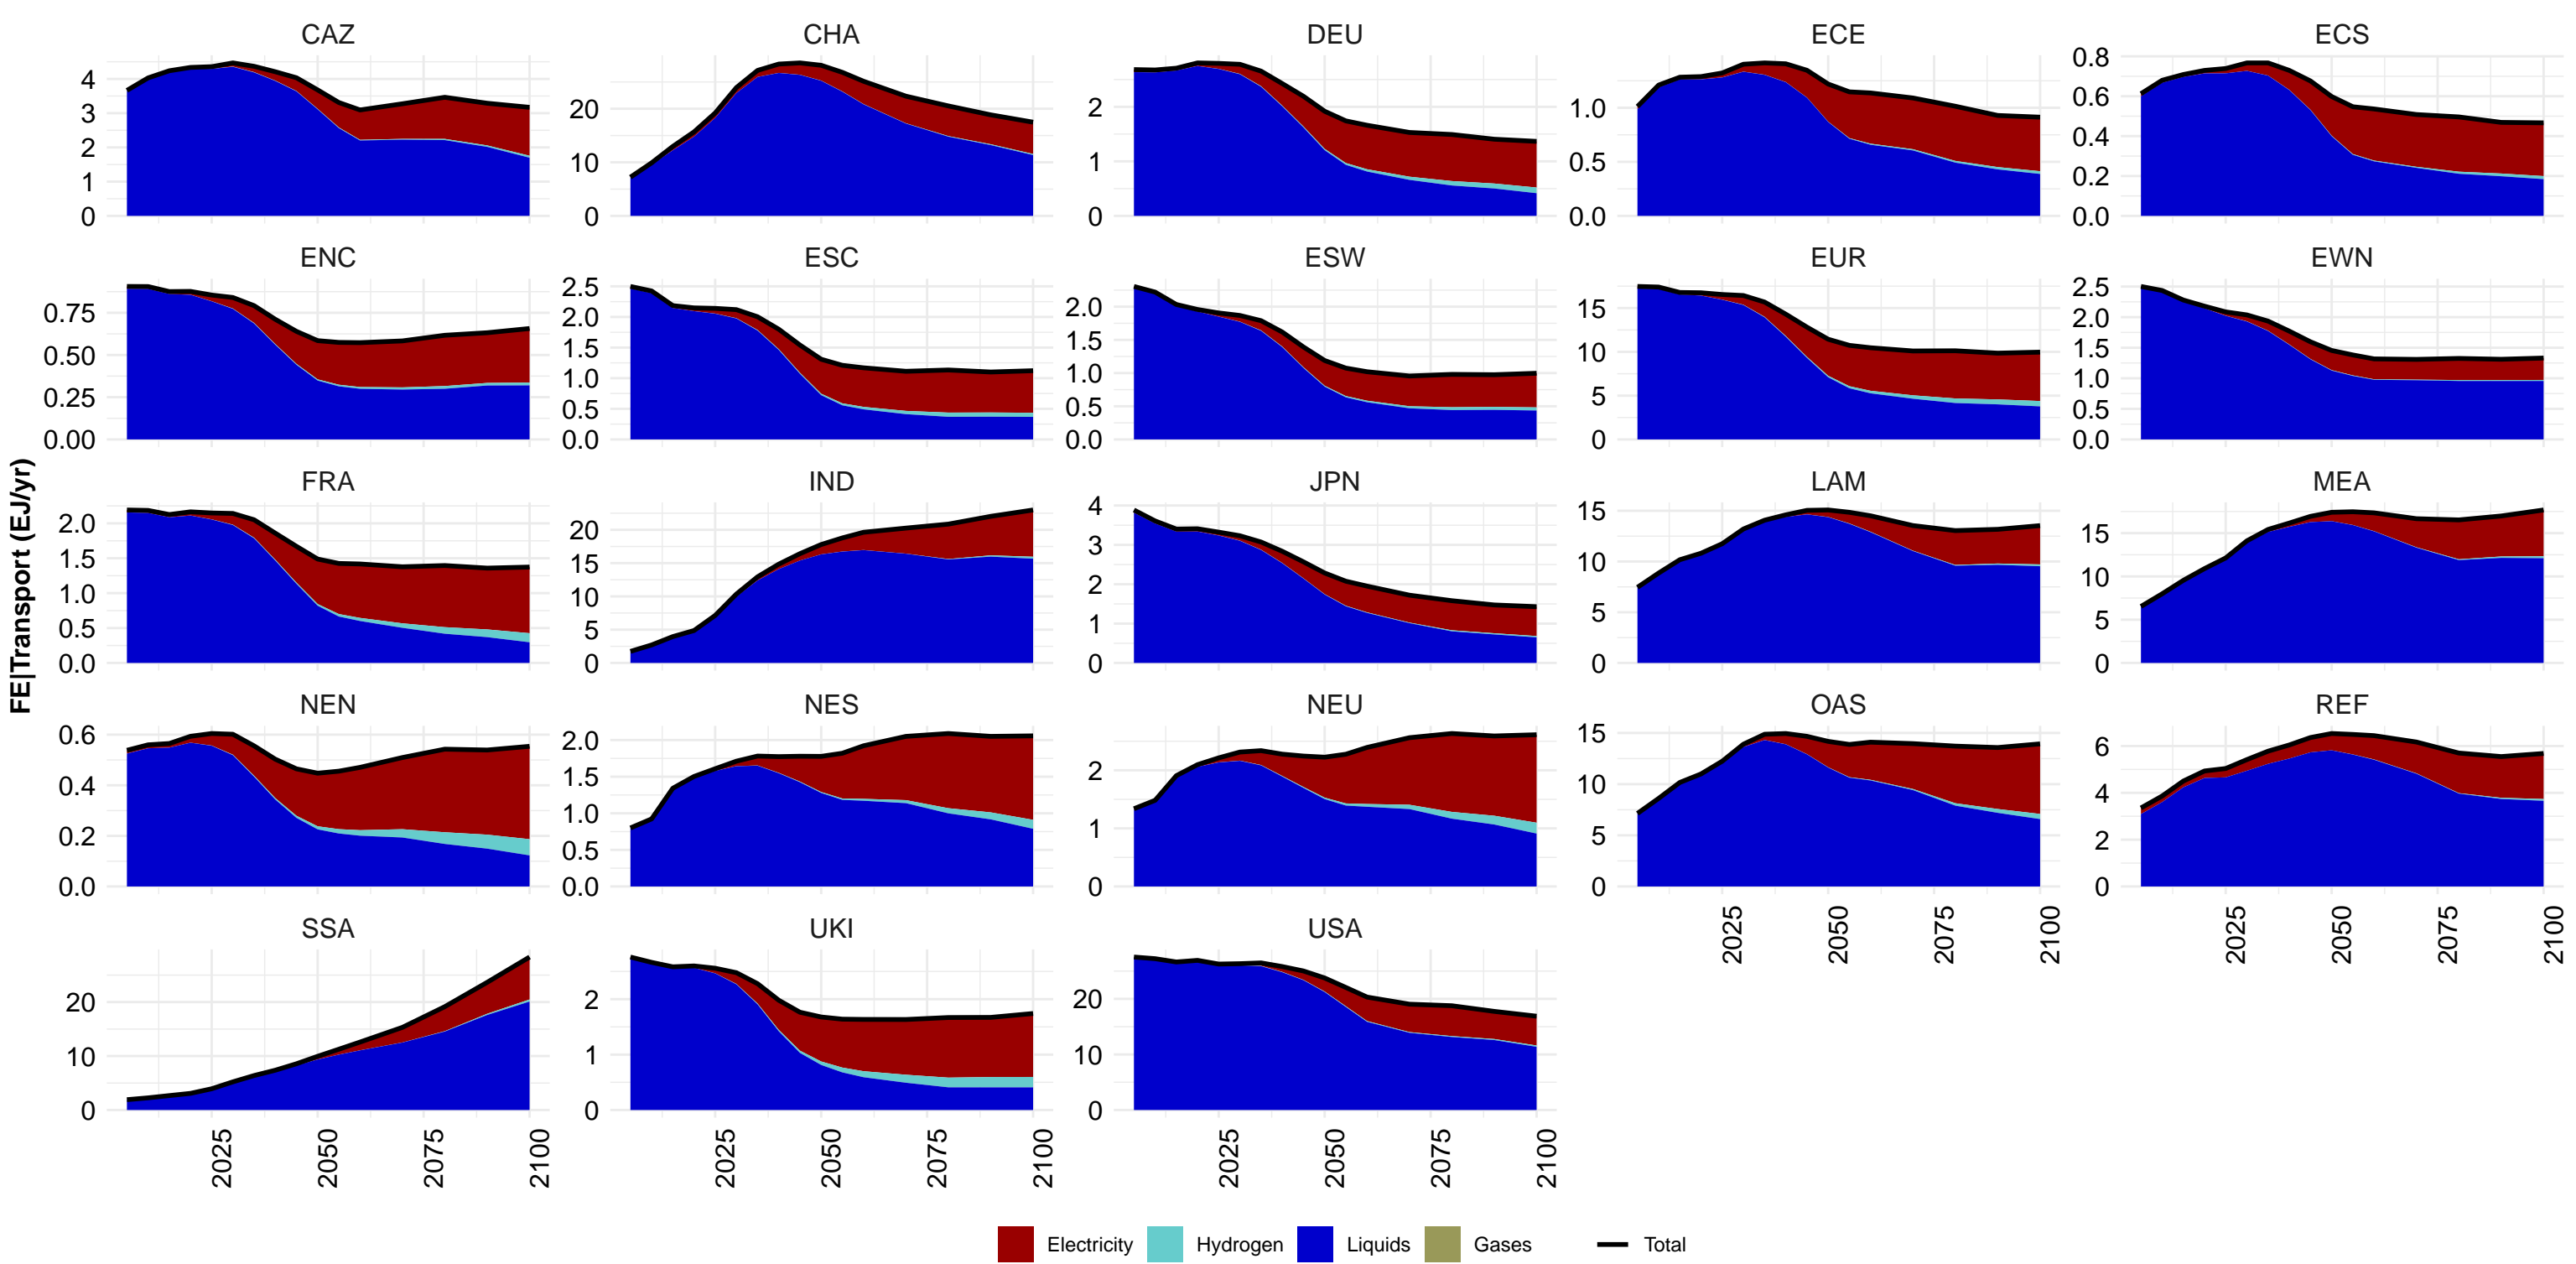 CAZ CHA DEU ECE ECS
4 3 2 1 0
20 10 0
2 1 0
1.0 0.5 0.0
0.8 0.6 0.4 0.2 0.0
ENC ESC ESW EUR EWN
0.75 0.50 0.25 0.00
2.5 2.0 1.5 1.0 0.5 0.0
2.0 1.5 1.0 0.5 0.0
15 10 5 0
2.5 2.0 1.5 1.0 0.5 0.0
FE|Transport (EJ/yr)
FRA IND JPN LAM MEA
2.0 1.5 1.0 0.5 0.0
20 15 10 5 0
4 3 2 1 0
15 10 5 0
15 10 5 0
NEN NES NEU OAS REF
0.6 0.4 0.2 0.0
2.0 1.5 1.0 0.5 0.0
2 1 0
15 10 5 0
6 4 2 0
2025 2050 2075 2100
2025 2050 2075 2100
SSA UKI USA
20 10 0
2 1 0
20 10 0
2025 2050 2075 2100
2025 2050 2075 2100
2025 2050 2075 2100
Electricity Hydrogen Liquids Gases Total